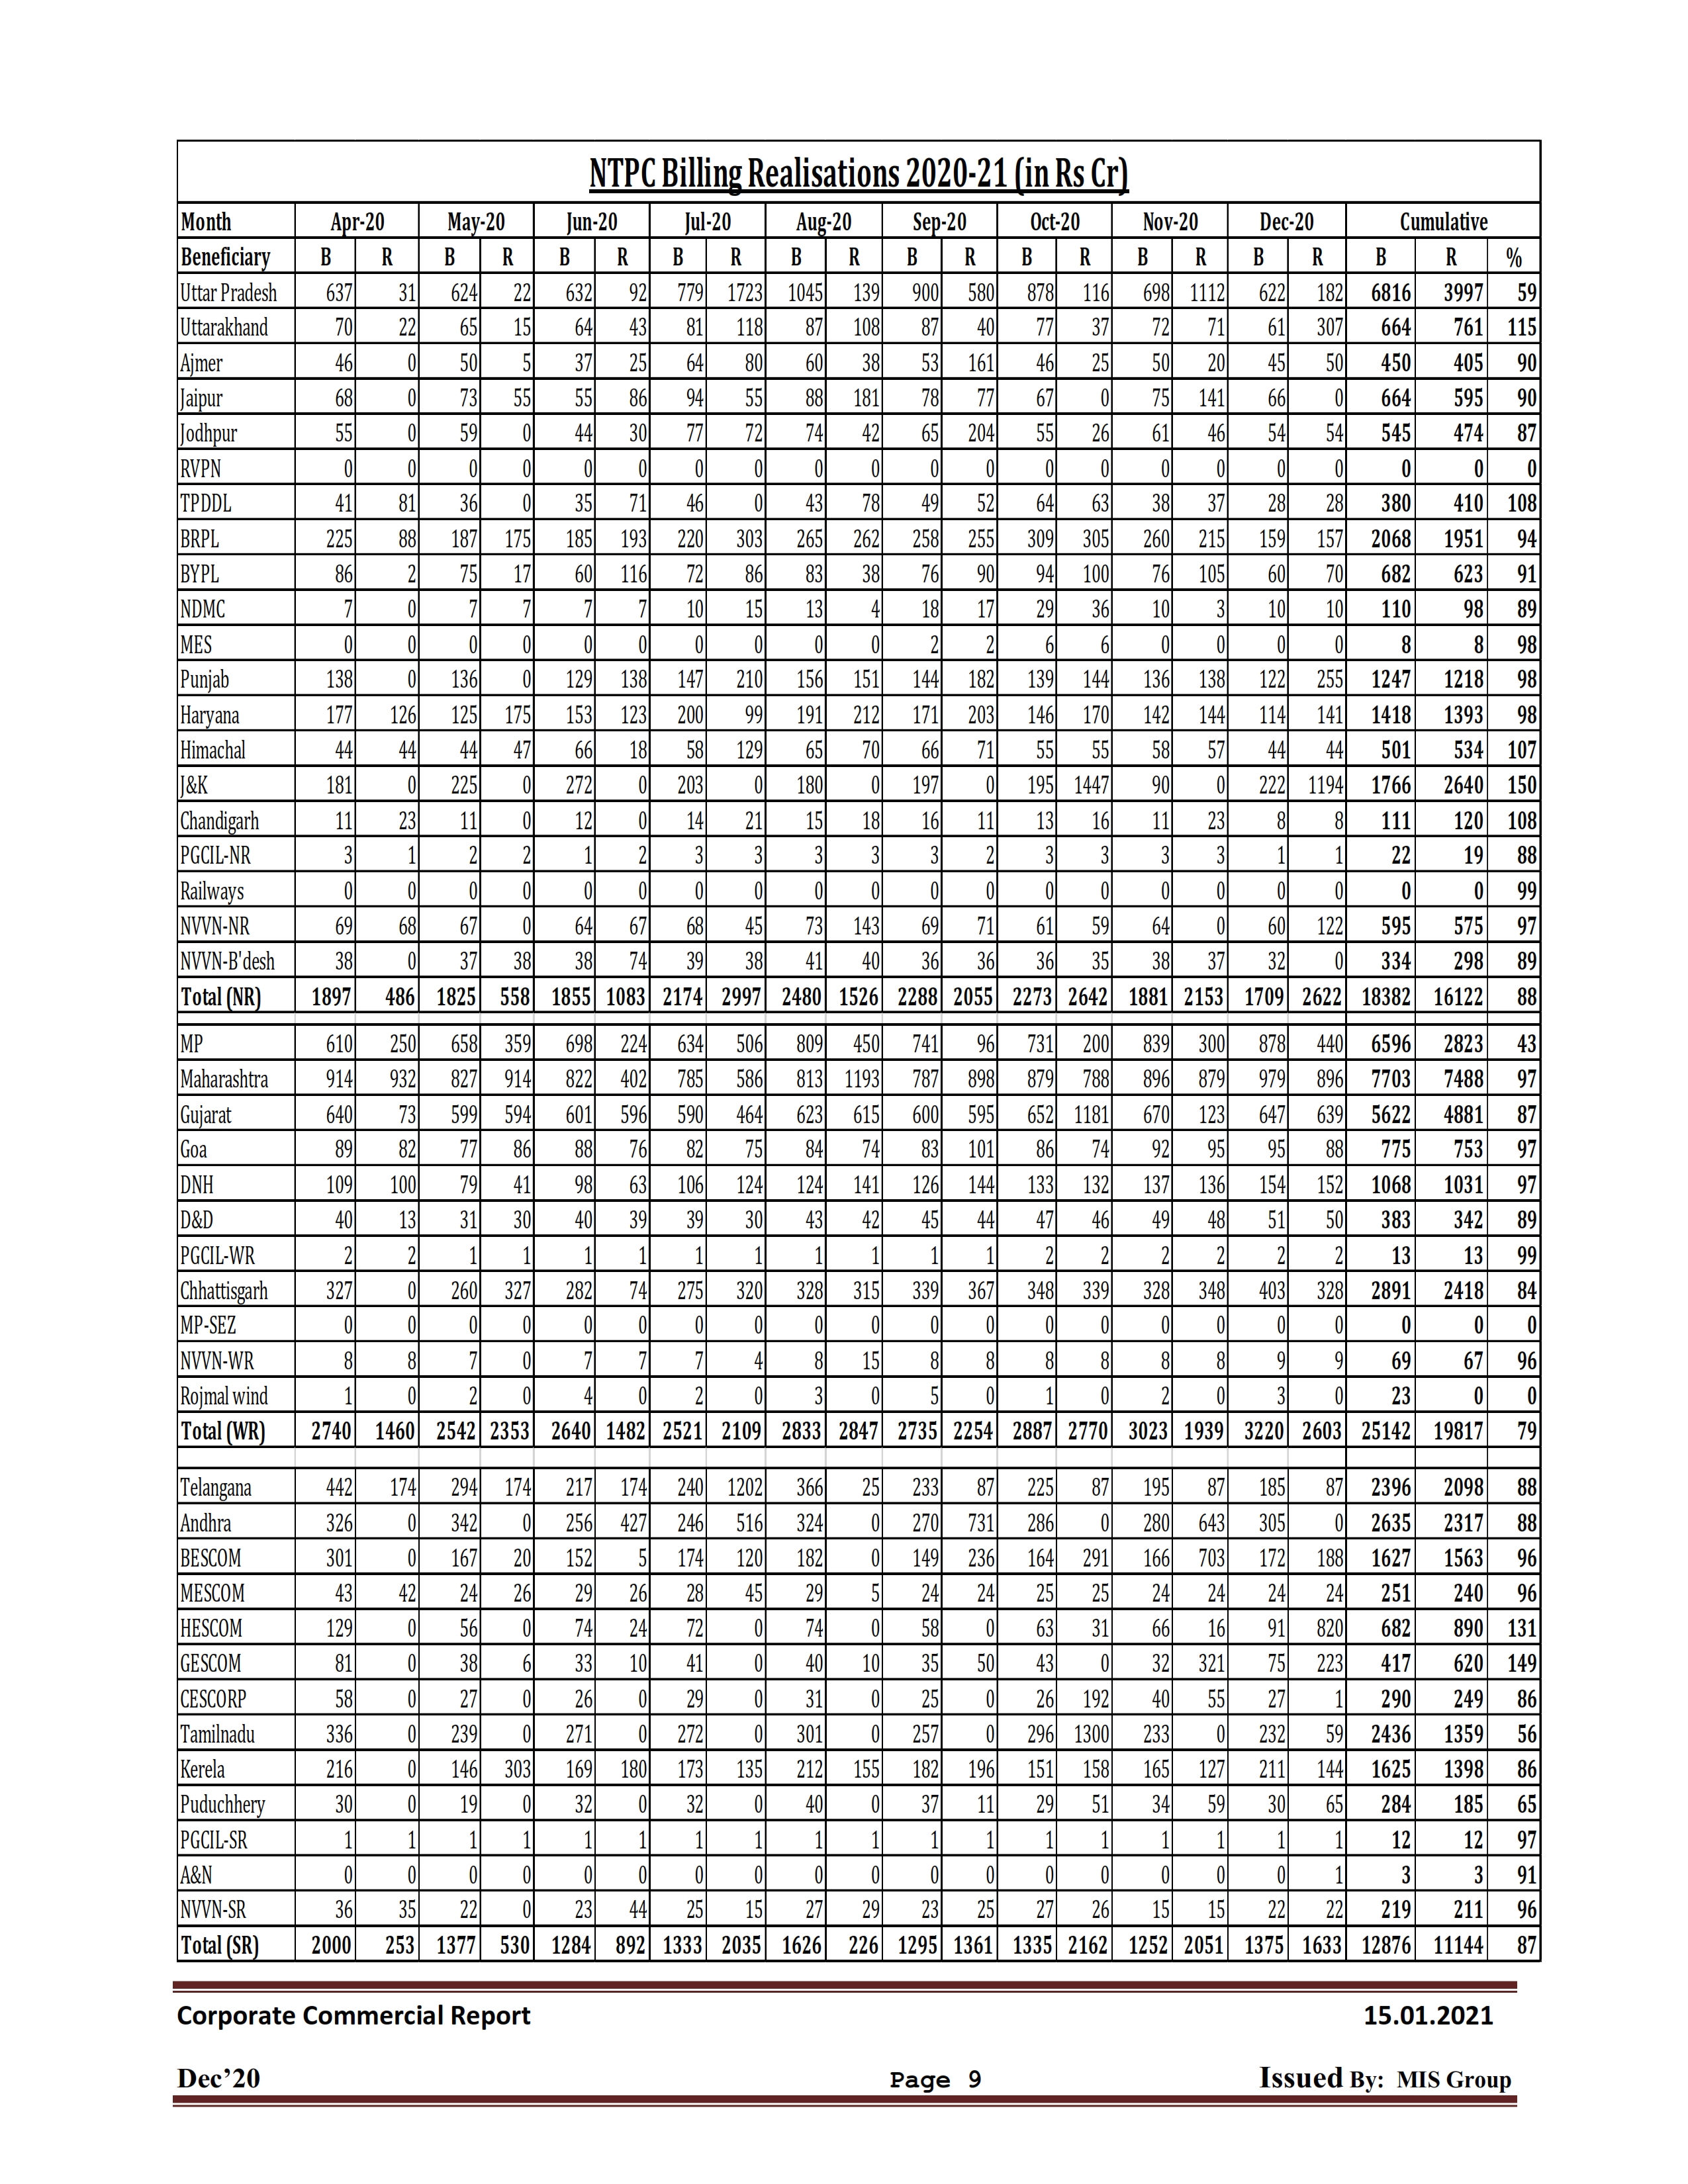 NTPC Billing Realisations 2020-21 (in Rs Cr)
Month Apr-20 May-20 Jun-20 Jul-20 Aug-20 Sep-20 Oct-20 Nov-20 Dec-20 Cumulative
Beneficiary B R B R B R B R B R B R B R B R B R B R %
Uttar Pradesh 637 31 624 22 632 92 779 1723 1045 139 900 580 878 116 698 1112 622 182 6816 3997 59
Uttarakhand 70 22 65 15 64 43 81 118 87 108 87 40 77 37 72 71 61 307 664 761 115
Ajmer 46 0 50 5 37 25 64 80 60 38 53 161 46 25 50 20 45 50 450 405 90
Jaipur 68 0 73 55 55 86 94 55 88 181 78 77 67 0 75 141 66 0 664 595 90
Jodhpur 55 0 59 0 44 30 77 72 74 42 65 204 55 26 61 46 54 54 545 474 87
RVPN 0 0 0 0 0 0 0 0 0 0 0 0 0 0 0 0 0 0 0 0 0
TPDDL 41 81 36 0 35 71 46 0 43 78 49 52 64 63 38 37 28 28 380 410 108
BRPL 225 88 187 175 185 193 220 303 265 262 258 255 309 305 260 215 159 157 2068 1951 94
BYPL 86 2 75 17 60 116 72 86 83 38 76 90 94 100 76 105 60 70 682 623 91
NDMC 7 0 7 7 7 7 10 15 13 4 18 17 29 36 10 3 10 10 110 98 89
MES 0 0 0 0 0 0 0 0 0 0 2 2 6 6 0 0 0 0 8 8 98
Punjab 138 0 136 0 129 138 147 210 156 151 144 182 139 144 136 138 122 255 1247 1218 98
Haryana 177 126 125 175 153 123 200 99 191 212 171 203 146 170 142 144 114 141 1418 1393 98
Himachal 44 44 44 47 66 18 58 129 65 70 66 71 55 55 58 57 44 44 501 534 107
J&K 181 0 225 0 272 0 203 0 180 0 197 0 195 1447 90 0 222 1194 1766 2640 150
Chandigarh 11 23 11 0 12 0 14 21 15 18 16 11 13 16 11 23 8 8 111 120 108
PGCIL-NR 3 1 2 2 1 2 3 3 3 3 3 2 3 3 3 3 1 1 22 19 88
Railways 0 0 0 0 0 0 0 0 0 0 0 0 0 0 0 0 0 0 0 0 99
NVVN-NR 69 68 67 0 64 67 68 45 73 143 69 71 61 59 64 0 60 122 595 575 97
NVVN-B'desh 38 0 37 38 38 74 39 38 41 40 36 36 36 35 38 37 32 0 334 298 89
Total (NR) 1897 486 1825 558 1855 1083 2174 2997 2480 1526 2288 2055 2273 2642 1881 2153 1709 2622 18382 16122 88
MP 610 250 658 359 698 224 634 506 809 450 741 96 731 200 839 300 878 440 6596 2823 43
Maharashtra 914 932 827 914 822 402 785 586 813 1193 787 898 879 788 896 879 979 896 7703 7488 97
Gujarat 640 73 599 594 601 596 590 464 623 615 600 595 652 1181 670 123 647 639 5622 4881 87
Goa 89 82 77 86 88 76 82 75 84 74 83 101 86 74 92 95 95 88 775 753 97
DNH 109 100 79 41 98 63 106 124 124 141 126 144 133 132 137 136 154 152 1068 1031 97
D&D 40 13 31 30 40 39 39 30 43 42 45 44 47 46 49 48 51 50 383 342 89
PGCIL-WR 2 2 1 1 1 1 1 1 1 1 1 1 2 2 2 2 2 2 13 13 99
Chhattisgarh 327 0 260 327 282 74 275 320 328 315 339 367 348 339 328 348 403 328 2891 2418 84
MP-SEZ 0 0 0 0 0 0 0 0 0 0 0 0 0 0 0 0 0 0 0 0 0
NVVN-WR 8 8 7 0 7 7 7 4 8 15 8 8 8 8 8 8 9 9 69 67 96
Rojmal wind 1 0 2 0 4 0 2 0 3 0 5 0 1 0 2 0 3 0 23 0 0
Total (WR) 2740 1460 2542 2353 2640 1482 2521 2109 2833 2847 2735 2254 2887 2770 3023 1939 3220 2603 25142 19817 79
Telangana 442 174 294 174 217 174 240 1202 366 25 233 87 225 87 195 87 185 87 2396 2098 88
Andhra 326 0 342 0 256 427 246 516 324 0 270 731 286 0 280 643 305 0 2635 2317 88
BESCOM 301 0 167 20 152 5 174 120 182 0 149 236 164 291 166 703 172 188 1627 1563 96
MESCOM 43 42 24 26 29 26 28 45 29 5 24 24 25 25 24 24 24 24 251 240 96
HESCOM 129 0 56 0 74 24 72 0 74 0 58 0 63 31 66 16 91 820 682 890 131
GESCOM 81 0 38 6 33 10 41 0 40 10 35 50 43 0 32 321 75 223 417 620 149
CESCORP 58 0 27 0 26 0 29 0 31 0 25 0 26 192 40 55 27 1 290 249 86
Tamilnadu 336 0 239 0 271 0 272 0 301 0 257 0 296 1300 233 0 232 59 2436 1359 56
Kerela 216 0 146 303 169 180 173 135 212 155 182 196 151 158 165 127 211 144 1625 1398 86
Puduchhery 30 0 19 0 32 0 32 0 40 0 37 11 29 51 34 59 30 65 284 185 65
PGCIL-SR 1 1 1 1 1 1 1 1 1 1 1 1 1 1 1 1 1 1 12 12 97
A&N 0 0 0 0 0 0 0 0 0 0 0 0 0 0 0 0 0 1 3 3 91
NVVN-SR 36 35 22 0 23 44 25 15 27 29 23 25 27 26 15 15 22 22 219 211 96
Total (SR) 2000 253 1377 530 1284 892 1333 2035 1626 226 1295 1361 1335 2162 1252 2051 1375 1633 12876 11144 87
Corporate Commercial Report 15.01.2021
Dec’20 Page 9 Issued By: MIS Group